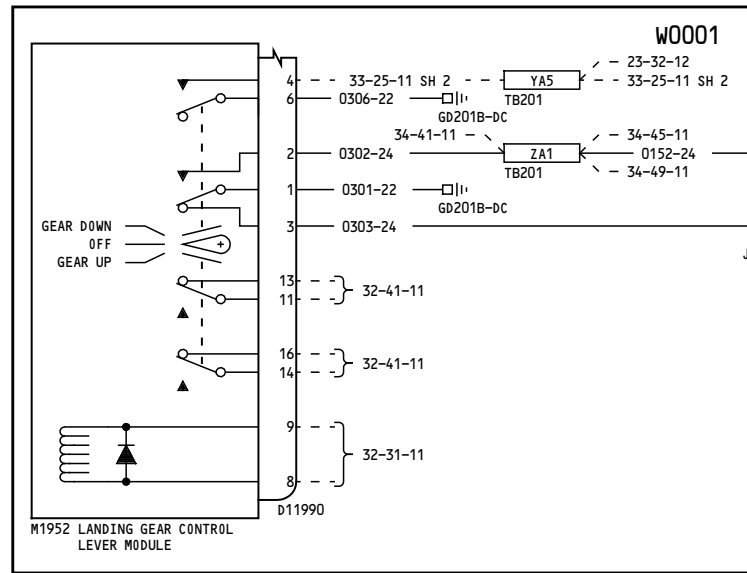 W0001
23-32-12
4 33-25-11 SH 2 YA5 33-25-11 SH 2
TB201
6 0306-22
GD201B-DC
34-41-11 34-45-11
2 0302-24 ZA1 0152-24
TB201 34-49-11
1 0301-22
GD201B-DC
3 0303-24
GEAR DOWN
OFF
GEAR UP
J
13
32-41-11
11
16
32-41-11
14
9
32-31-11
8
D11990
M1952 LANDING GEAR CONTROL
LEVER MODULE